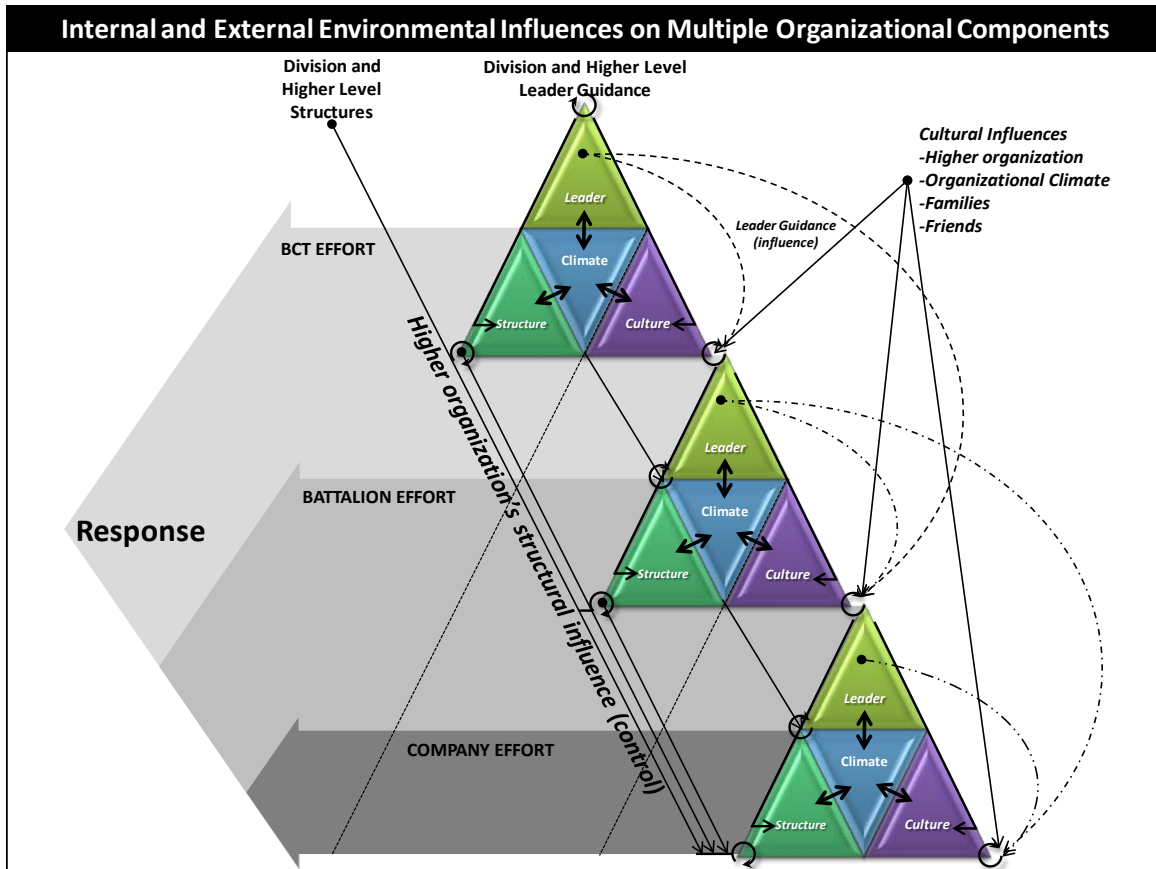 Internal and External Environmental Influences on Multiple Organizational Components
Division and
Higher Level
Structures
Division and Higher Level
Leader Guidance
Cultural Influences
-Higher organization
-Organizational Climate
-Families
-Friends
Leader Guidance
(influence)
Leader
Climate
Structure
Culture
BCT EFFORT
Higher organization's structural influence (control)
Leader
Climate
Structure
Culture
BATTALION EFFORT
Response
Leader
Climate
Structure
Culture
COMPANY EFFORT